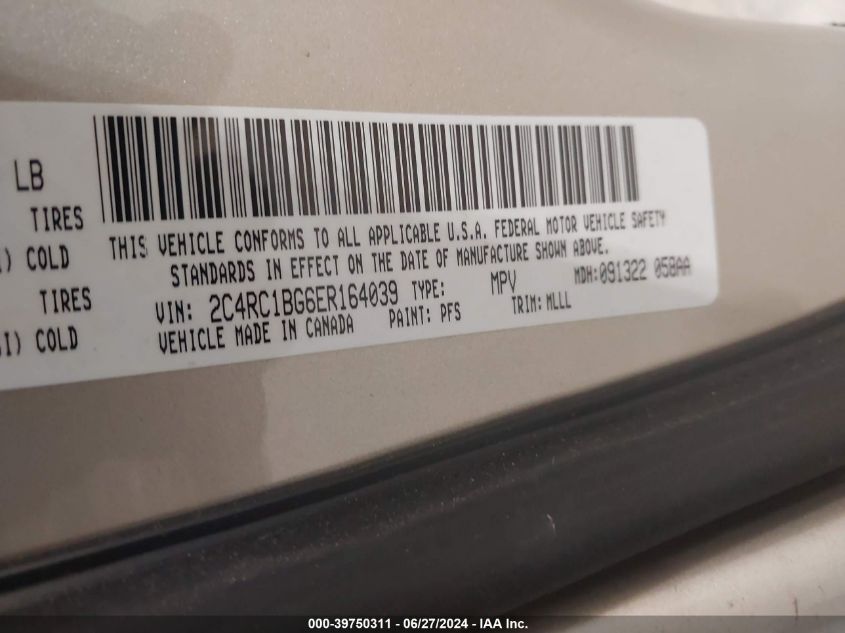 LB
TIRES
) COLD
TIRES
I) COLD
THIS VEHICLE CONFORMS TO ALL APPLICABLE U.S.A. FEDERAL MOTOR VEHICLE SAFETY
STANDARDS IN EFFECT ON THE DATE OF MANUFACTURE SHOWN ABOVE.
MDH:091322 058AA
VIN: 2C4RC1BG6ER164039 TYPE: MPV
VEHICLE MADE IN CANADA PAINT: PFS TRIM: MLLL
000-39750311 - 06/27/2024 - IAA Inc.